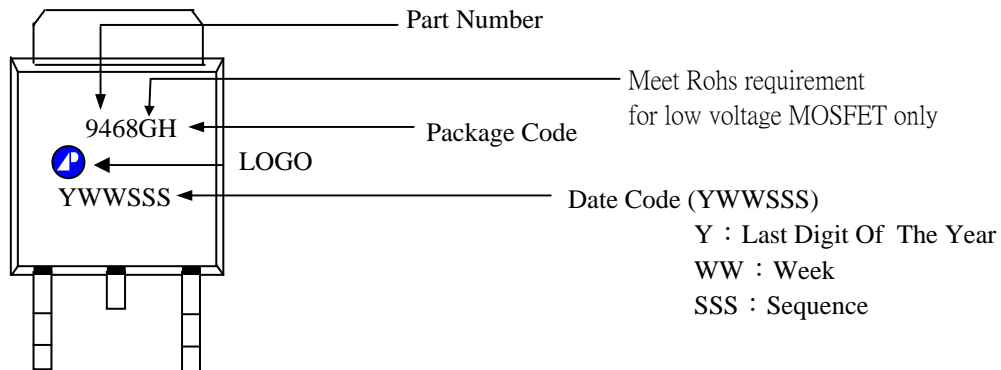 Part Number
Meet Rohs requirement
for low voltage MOSFET only
9468GH
Package Code
LOGO
YWWSSS
Date Code (YWWSSS)
Y：Last Digit Of The Year
WW：Week
SSS：Sequence